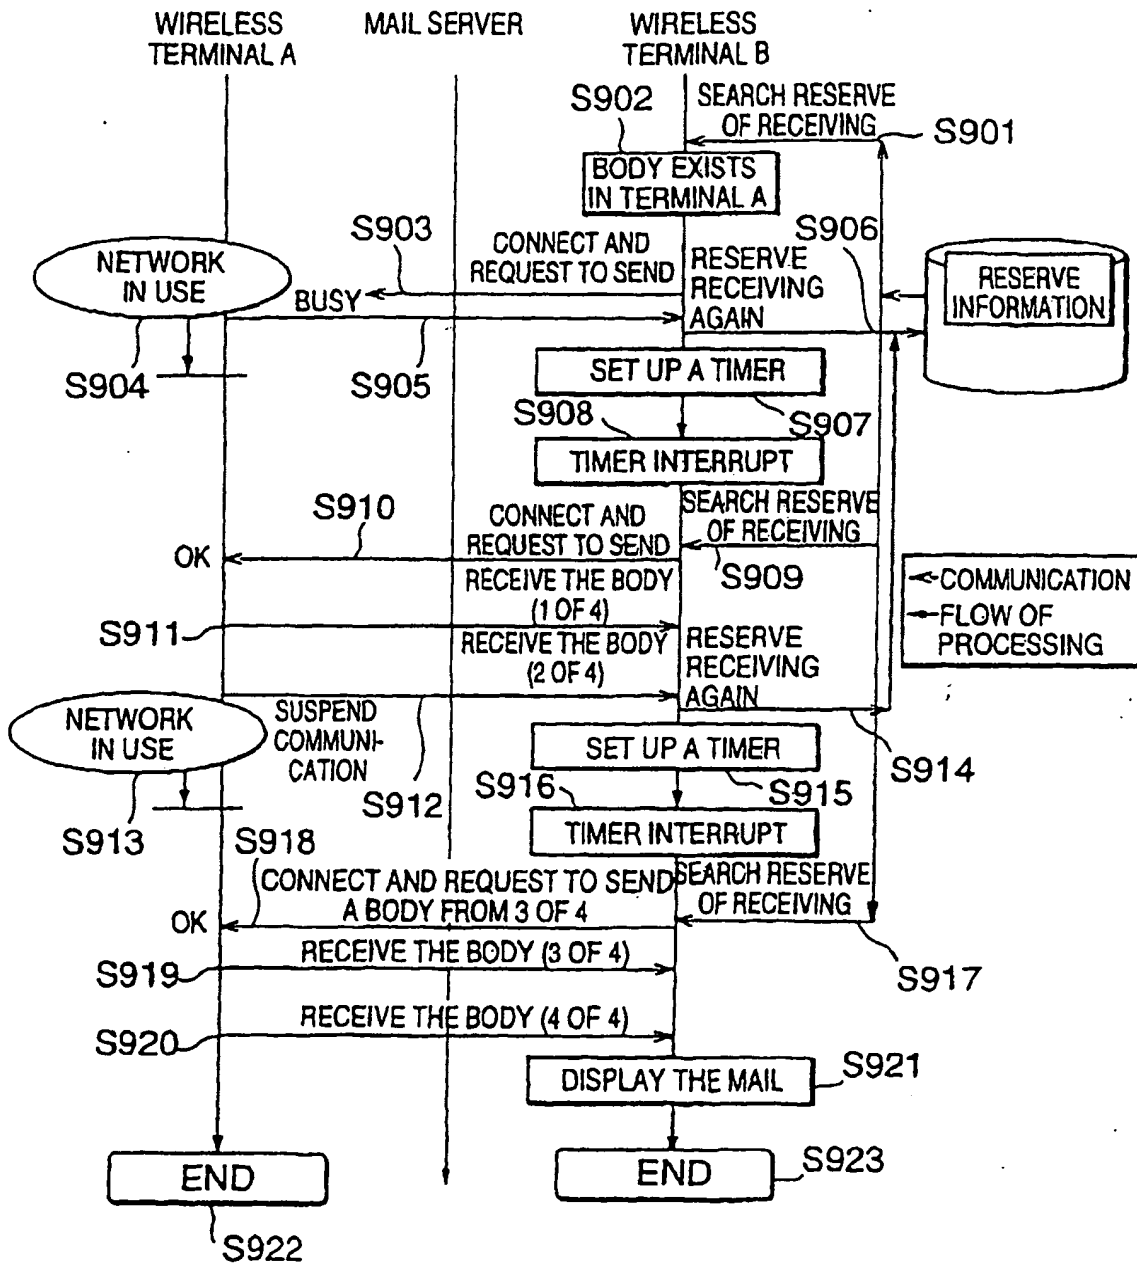 WIRELESS
TERMINAL A
MAIL SERVER
WIRELESS
TERMINAL B
S902
SEARCH RESERVE
OF RECEIVING
S901
BODY EXISTS
IN TERMINAL A
S903
CONNECT AND
REQUEST TO SEND
S906
NETWORK
IN USE
BUSY
RESERVE
RECEIVING
AGAIN
RESERVE
INFORMATION
S904
S905
SET UP A TIMER
S908
S907
TIMER INTERRUPT
S910
CONNECT AND
REQUEST TO SEND
SEARCH RESERVE
OF RECEIVING
OK
S909
RECEIVE THE BODY
(1 OF 4)
COMMUNICATION
FLOW OF
PROCESSING
S911
RECEIVE THE BODY
(2 OF 4)
RESERVE
RECEIVING
AGAIN
NETWORK
IN USE
SUSPEND
COMMUNI-
CATION
SET UP A TIMER
S914
S912
S916
S915
S913
TIMER INTERRUPT
S918
CONNECT AND REQUEST TO SEND
A BODY FROM 3 OF 4
SEARCH RESERVE
OF RECEIVING
OK
RECEIVE THE BODY (3 OF 4)
S919
S917
RECEIVE THE BODY (4 OF 4)
S920
DISPLAY THE MAIL
S921
END
END
S923
S922